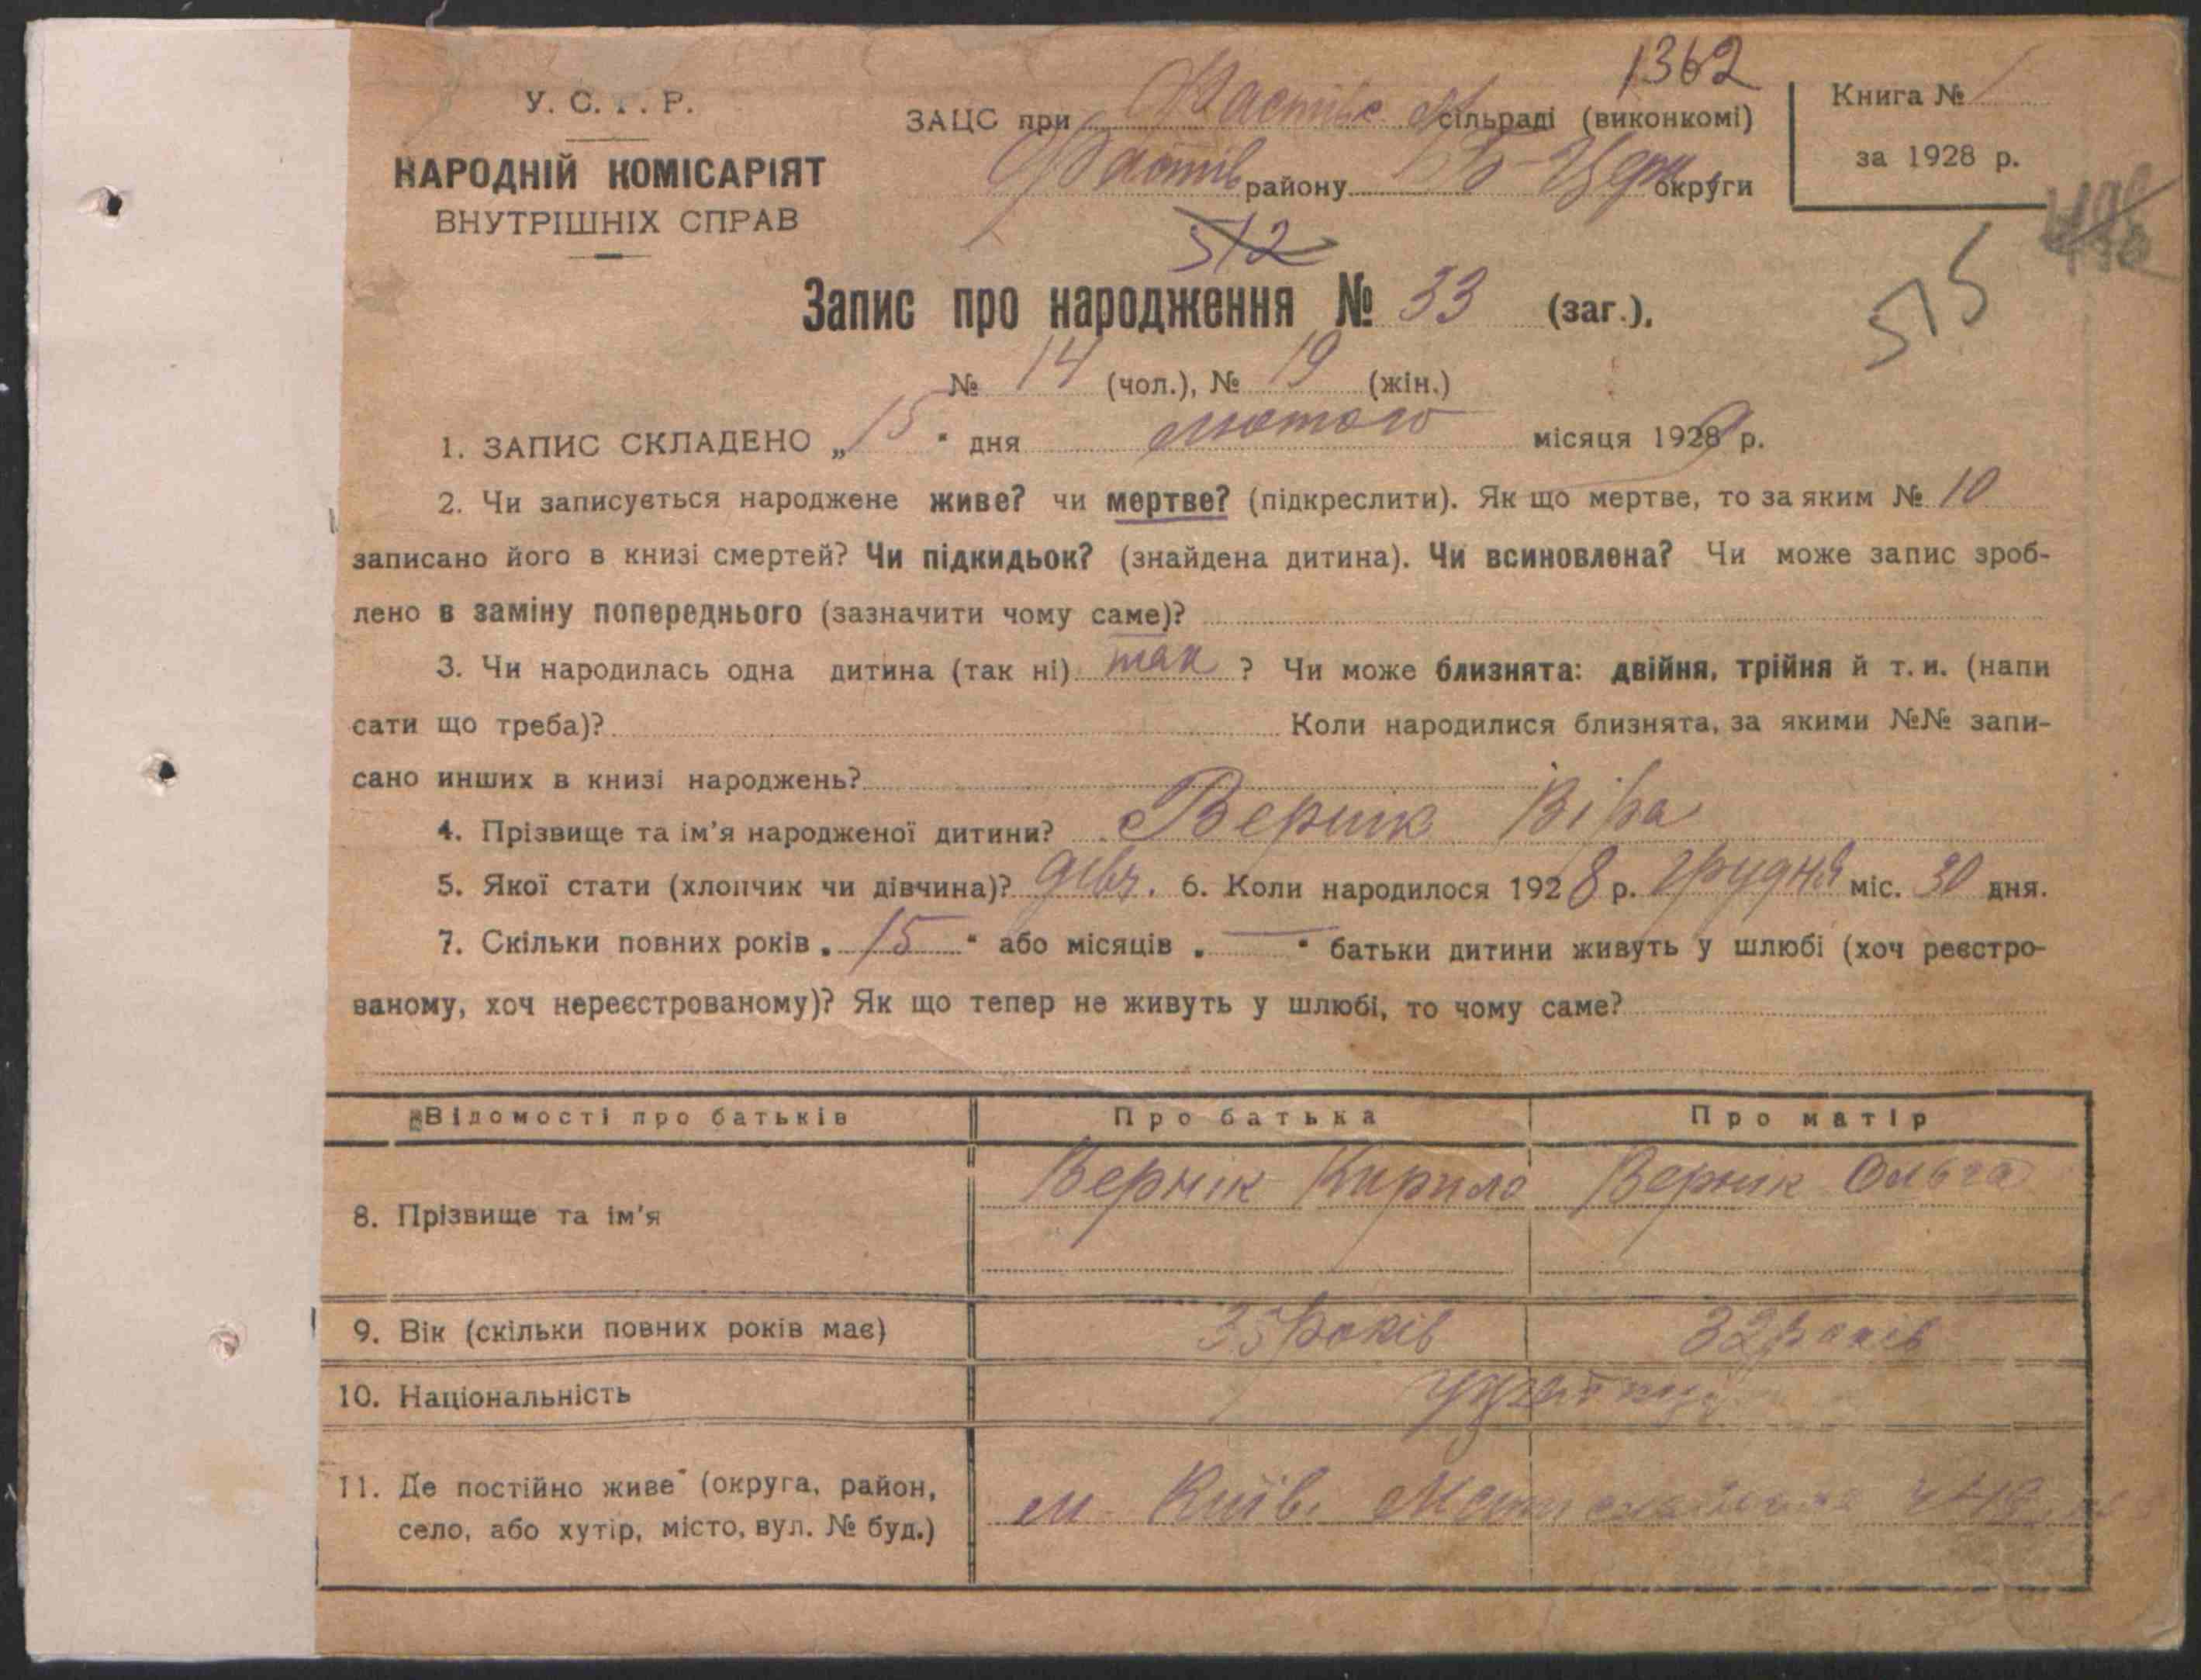 1362
У. С. Р. Р.
ЗАЦС при Фастівс. сільраді (виконкомі)
Книга № 1
НАРОДНІЙ КОМІСАРІЯТ
Фастів району Б-Церк округи
за 1928 р.
ВНУТРІШНІХ СПРАВ
512
515
Запис про народження № 33 (заг.),
№ 14 (чол.), № 19 (жін.)
1. ЗАПИС СКЛАДЕНО „15" дня лютого місяця 1929 р.
2. Чи записується народжене живе? чи мертве? (підкреслити). Як що мертве, то за яким № 10
записано його в книзі смертей? Чи підкидьок? (знайдена дитина). Чи всиновлена? Чи може запис зроб-
лено в заміну попереднього (зазначити чому саме)?
3. Чи народилась одна дитина (так ні) так ? Чи може близнята: двійня, трійня й т. и. (напи
сати що треба)? Коли народилися близнята, за якими №№ запи-
сано инших в книзі народжень?
4. Прізвище та ім'я народженої дитини? Вернік Віра
5. Якої стати (хлопчик чи дівчина)? дівч. 6. Коли народилося 1928 р. грудня міс. 30 дня.
7. Скільки повних років „15" або місяців „—" батьки дитини живуть у шлюбі (хоч реєстро-
ваному, хоч нереєстрованому)? Як що тепер не живуть у шлюбі, то чому саме?
Відомості про батьків Про батька Про матір
8. Прізвище та ім'я Вернік Кирило Вернік Ольга
9. Вік (скільки повних років має) 35 років 32 років
10. Національність українці
11. Де постійно живе (округа, район,
село, або хутір, місто, вул. № буд.) м. Київ.